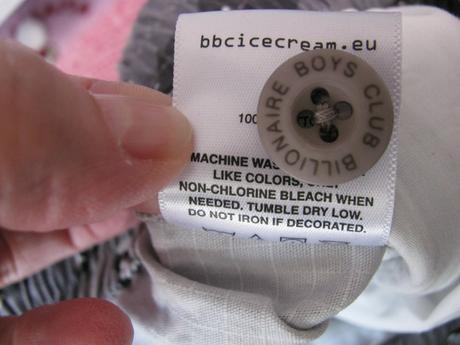 bbcicecream.eu
BILLIONAIRE BOYS CLUB
100
MACHINE
LIKE COLORS,
NON-CHLORINE BLEACH WHEN
NEEDED. TUMBLE DRY LOW.
DO NOT IRON IF DECORATED.